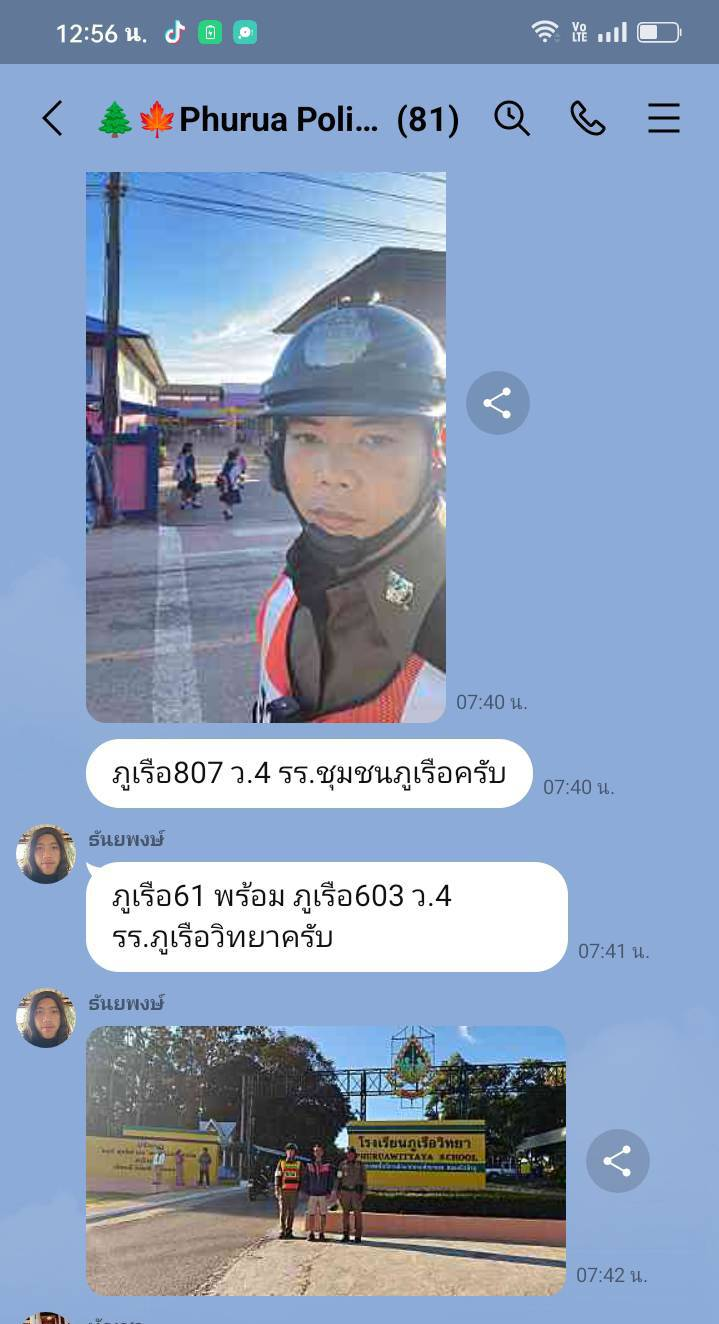 12:56 น.
Vo
LTE
Phurua Poli... (81)
07:40 น.
ภูเรือ807 ว.4 รร.ชุมชนภูเรือครับ
07:40 น.
ธันยพงษ์
ภูเรือ61 พร้อม ภูเรือ603 ว.4
รร.ภูเรือวิทยาครับ
07:41 น.
ธันยพงษ์
โรงเรียนภูเรือวิทยา
PHURUAWITTAYA SCHOOL
07:42 น.